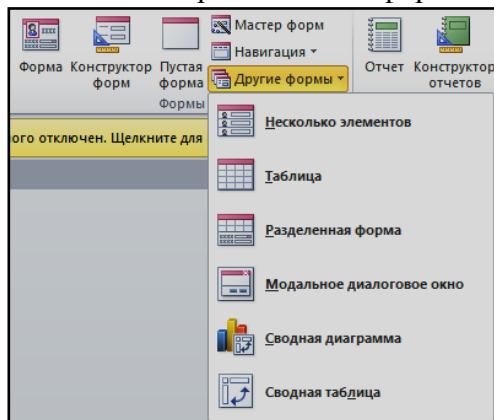 Форма Конструктор форм
Пустая форма
Мастер форм
Навигация
Другие формы
Формы
Отчет
Конструктор отчетов
ого отключен. Щелкните для
Несколько элементов
Таблица
Разделенная форма
Модальное диалоговое окно
Сводная диаграмма
Сводная таблица